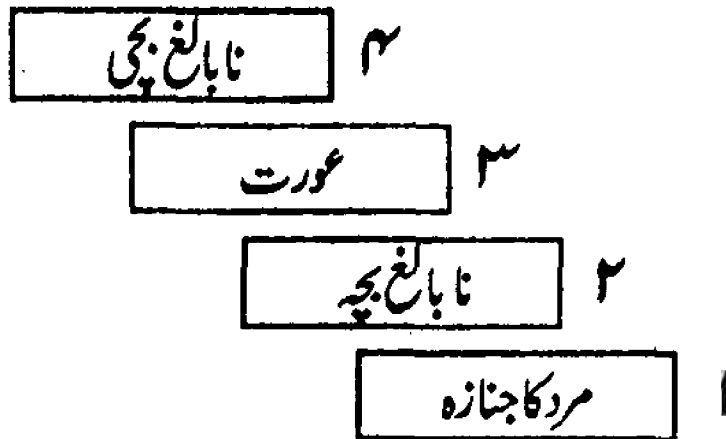 ۴ نابالغ بچی
۳ عورت
۲ نابالغ بچہ
۱ مرد کا جنازہ